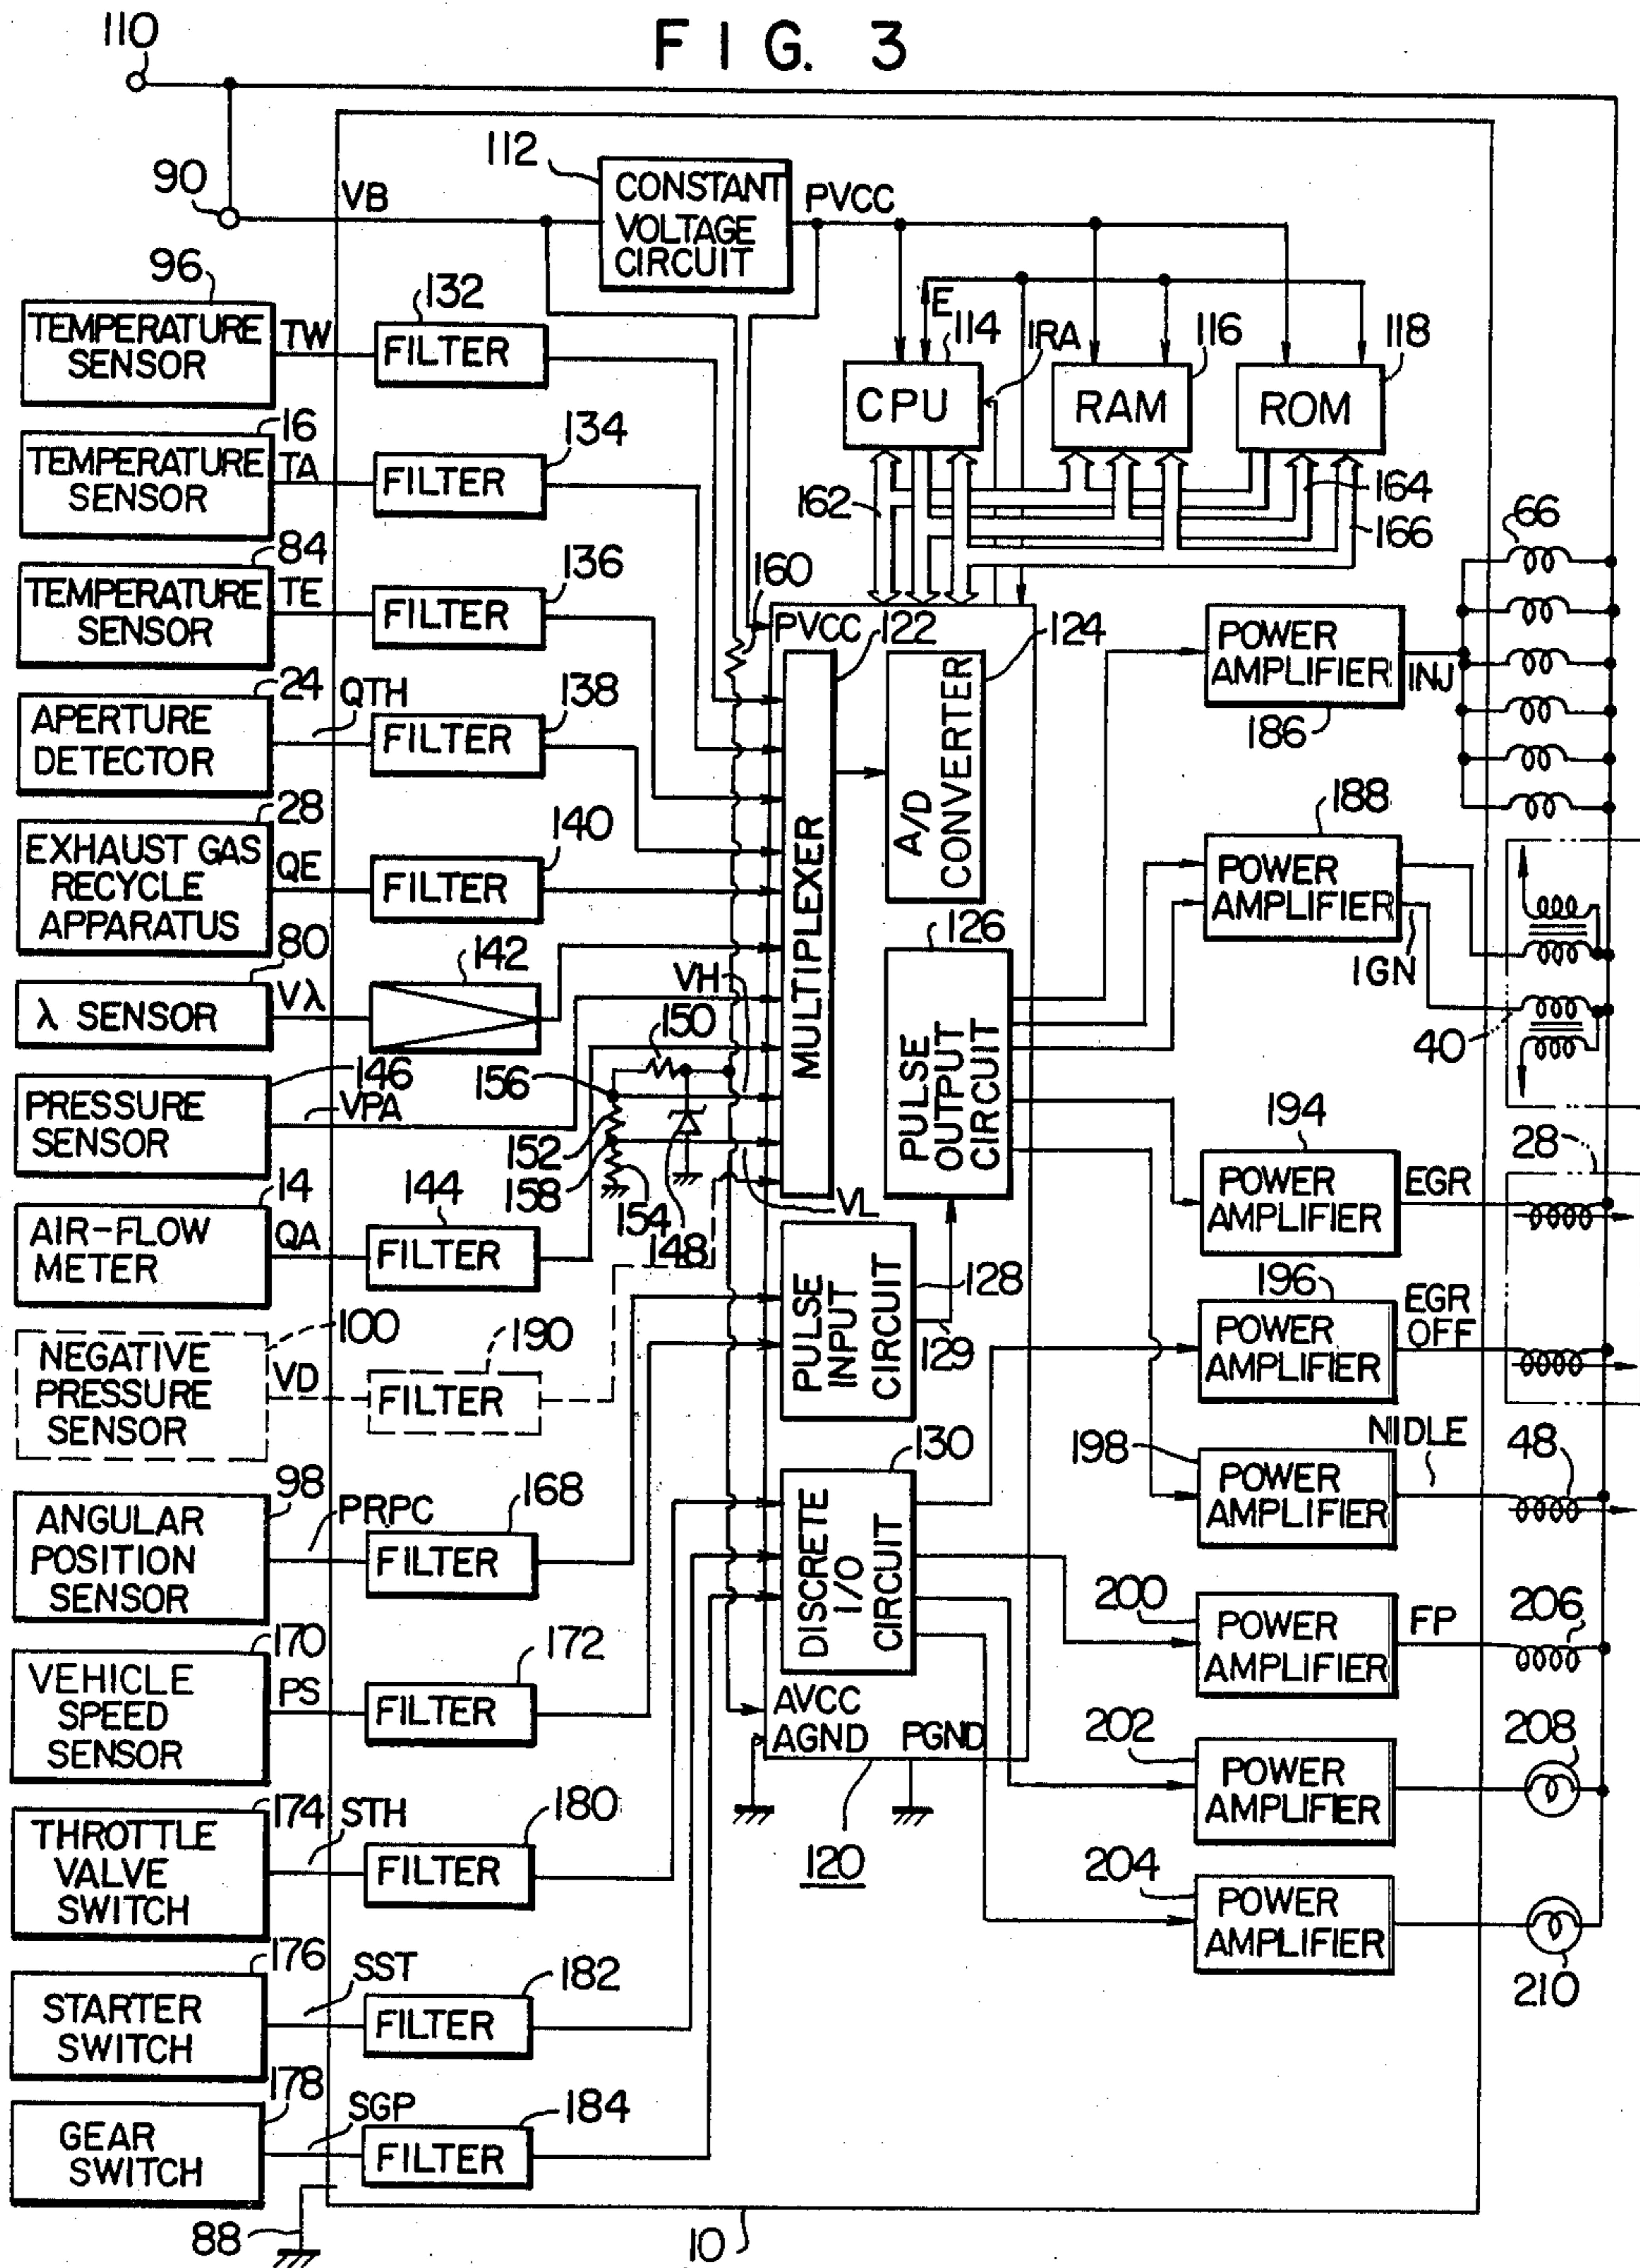 FIG. 3
110
90
VB
112
CONSTANT
VOLTAGE
CIRCUIT
PVCC
96
TEMPERATURE
SENSOR
TW
132
FILTER
E
114
CPU
IRA
116
RAM
118
ROM
16
TEMPERATURE
SENSOR
TA
134
FILTER
162
164
166
84
TEMPERATURE
SENSOR
TE
136
FILTER
160
PVCC
122
124
MULTIPLEXER
A/D
CONVERTER
POWER
AMPLIFIER
186
INJ
66
24
APERTURE
DETECTOR
QTH
138
FILTER
28
EXHAUST GAS
RECYCLE
APPARATUS
QE
140
FILTER
188
POWER
AMPLIFIER
IGN
40
80
λ SENSOR
Vλ
142
VH
150
126
PULSE
OUTPUT
CIRCUIT
146
PRESSURE
SENSOR
VPA
156
152
158
154
148
VL
194
POWER
AMPLIFIER
EGR
28
14
AIR-FLOW
METER
QA
144
FILTER
PULSE
INPUT
CIRCUIT
128
129
196
POWER
AMPLIFIER
EGR
OFF
100
NEGATIVE
PRESSURE
SENSOR
VD
190
FILTER
198
POWER
AMPLIFIER
NIDLE
48
98
ANGULAR
POSITION
SENSOR
PRPC
168
FILTER
130
DISCRETE
I/O
CIRCUIT
200
POWER
AMPLIFIER
FP
206
170
VEHICLE
SPEED
SENSOR
PS
172
FILTER
AVCC
AGND
PGND
120
202
POWER
AMPLIFIER
208
174
THROTTLE
VALVE
SWITCH
STH
180
FILTER
204
POWER
AMPLIFIER
210
176
STARTER
SWITCH
SST
182
FILTER
178
GEAR
SWITCH
SGP
184
FILTER
88
10